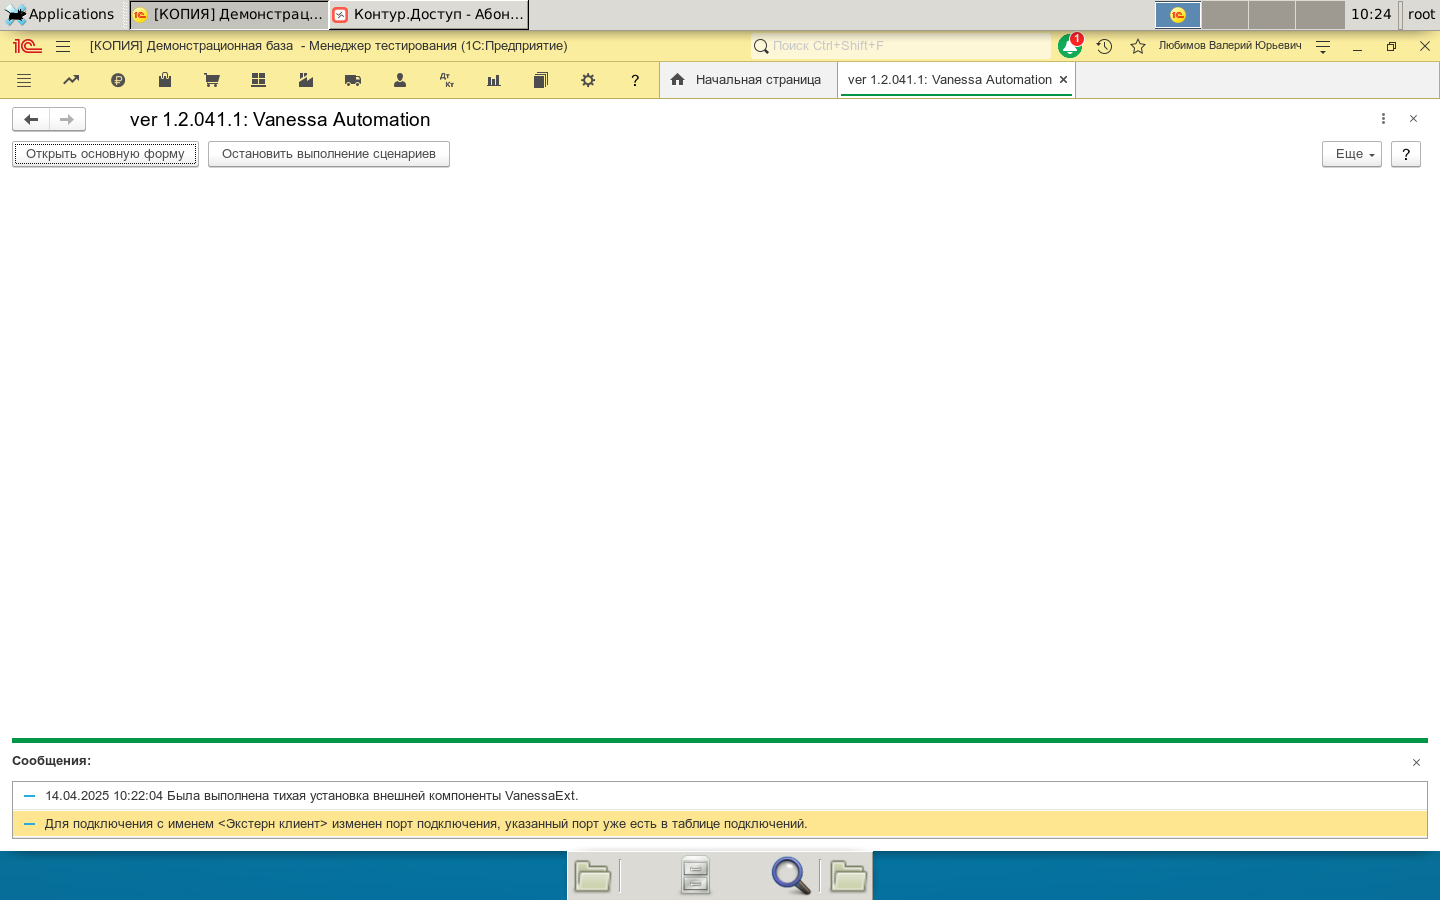 Applications
[КОПИЯ] Демонстрац...
Контур.Доступ - Абон...
10:24
root
[КОПИЯ] Демонстрационная база - Менеджер тестирования (1С:Предприятие)
Поиск Ctrl+Shift+F
1
Любимов Валерий Юрьевич
Дт Кт
?
Начальная страница
ver 1.2.041.1: Vanessa Automation
ver 1.2.041.1: Vanessa Automation
Открыть основную форму
Остановить выполнение сценариев
Еще
?
Сообщения:
14.04.2025 10:22:04 Была выполнена тихая установка внешней компоненты VanessaExt.
Для подключения с именем <Экстерн клиент> изменен порт подключения, указанный порт уже есть в таблице подключений.